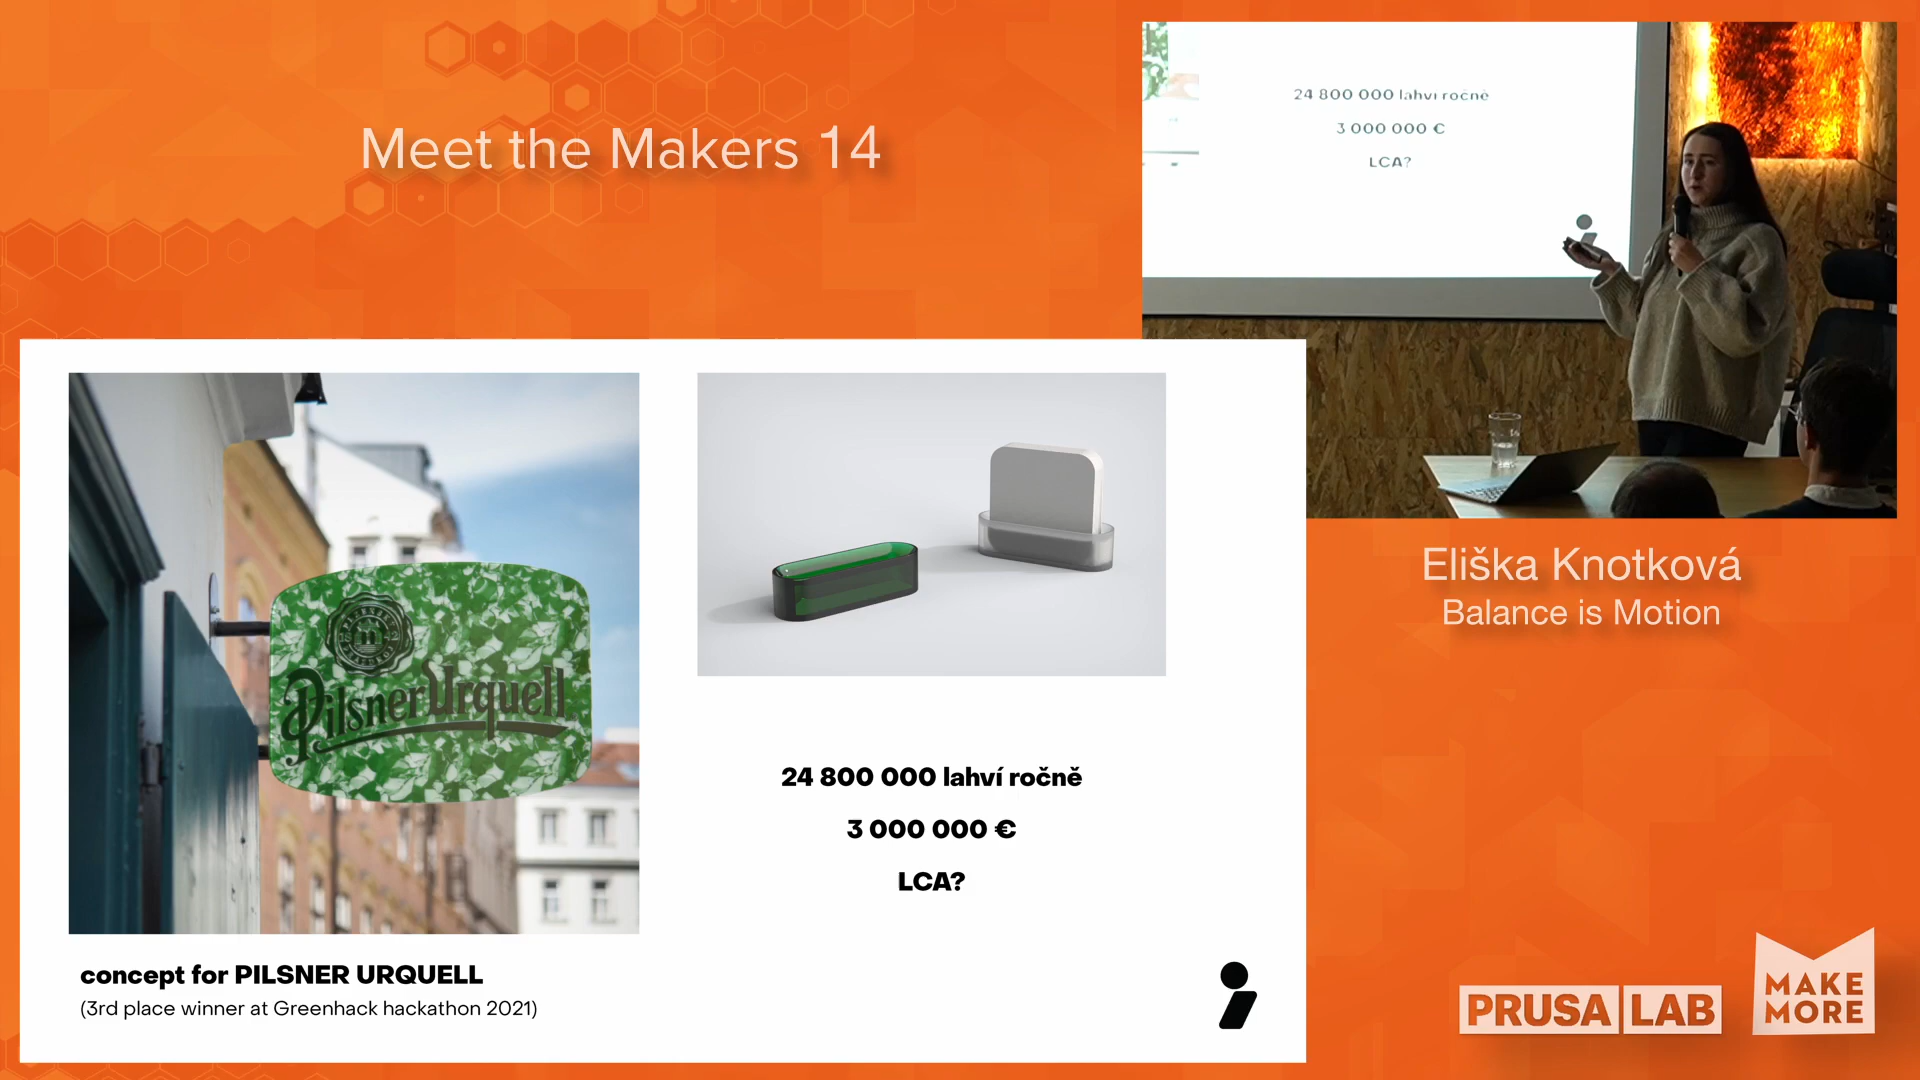 Meet the Makers 14
24 800 000 lahví ročně
3 000 000 €
LCA?
Pilsner Urquell
24 800 000 lahví ročně
3 000 000 €
LCA?
concept for PILSNER URQUELL
(3rd place winner at Greenhack hackathon 2021)
Eliška Knotková
Balance is Motion
PRUSA LAB
MAKE
MORE